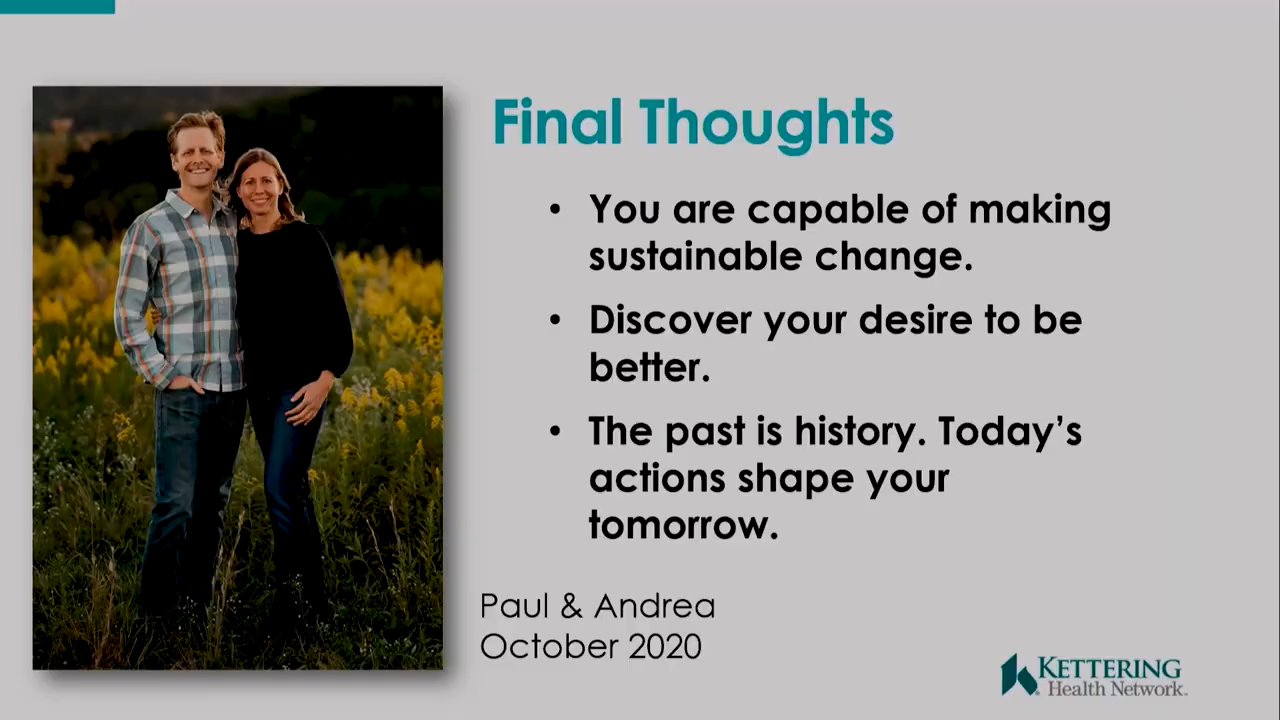 Final Thoughts
• You are capable of making
sustainable change.
• Discover your desire to be
better.
• The past is history. Today’s
actions shape your
tomorrow.
Paul & Andrea
October 2020
KETTERING
Health Network